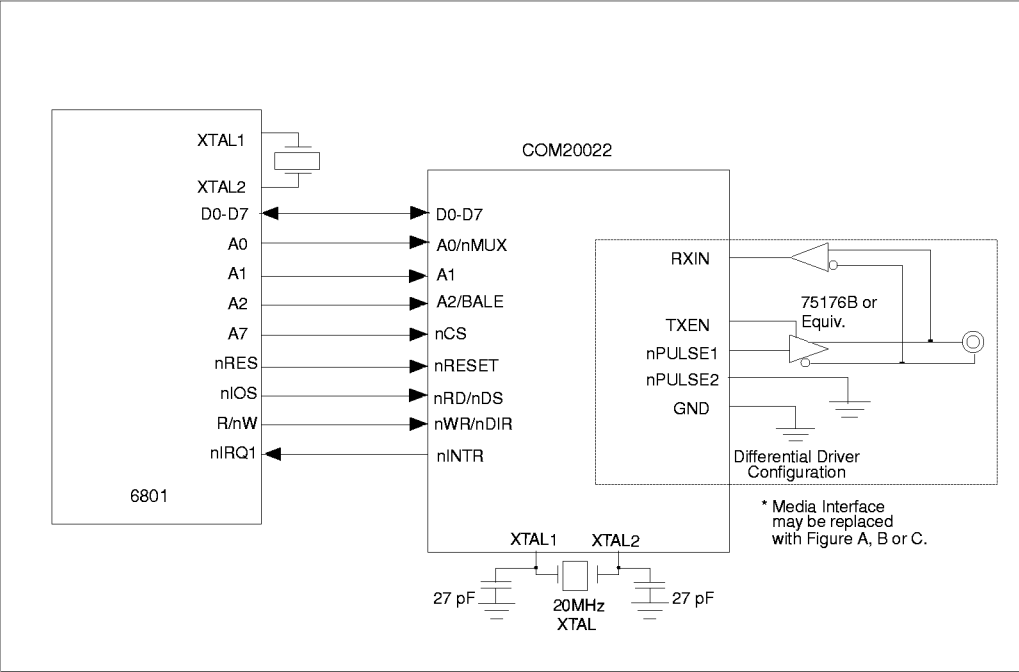 XTAL1
XTAL2
D0-D7
A0
A1
A2
A7
nRES
nIOS
R/nW
nIRQ1
6801
COM20022
D0-D7
A0/nMUX
A1
A2/BALE
nCS
nRESET
nRD/nDS
nWR/nDIR
nINTR
RXIN
TXEN
nPULSE1
nPULSE2
GND
75176B or
Equiv.
Differential Driver
Configuration
* Media Interface
may be replaced
with Figure A, B or C.
XTAL1
XTAL2
27 pF
20MHz
XTAL
27 pF